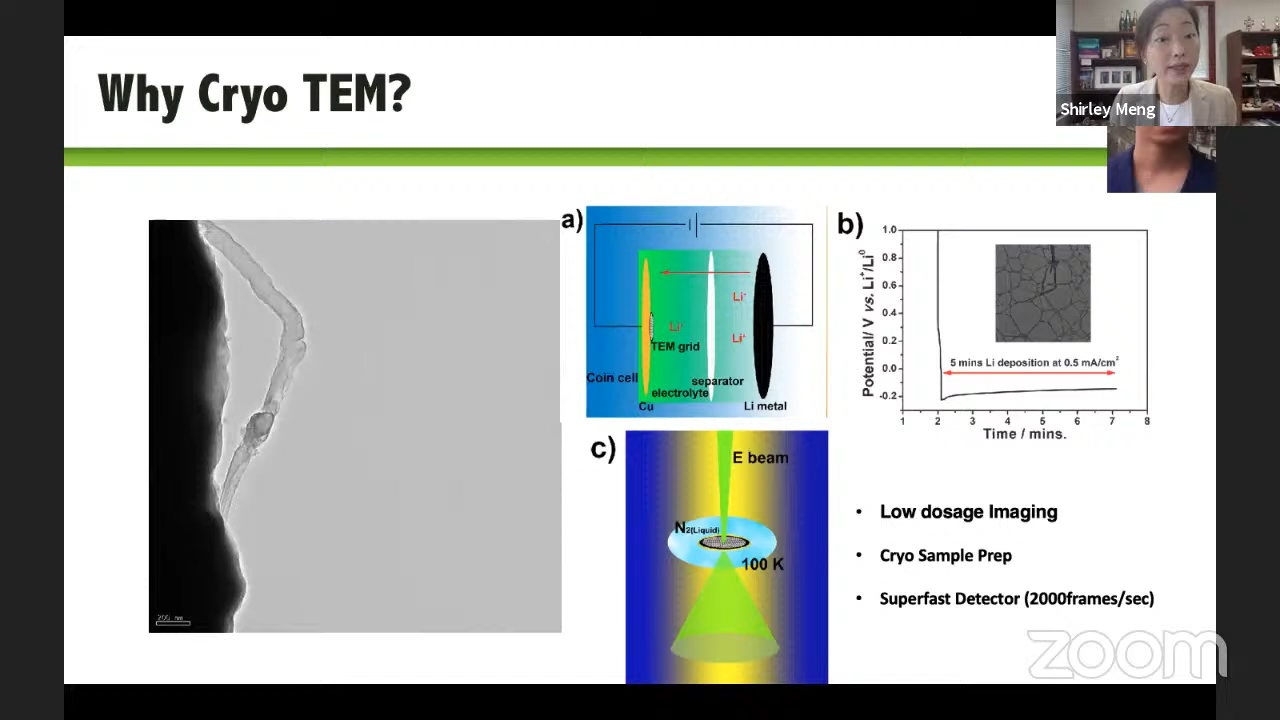 Why Cryo TEM?
Shirley Meng
200 nm
a)
Li⁺
Li⁺
Li⁺
TEM grid
Coin cell
separator
electrolyte
Cu
Li metal
b)
Potential/ V vs. Li⁺/Li⁰
1.0
0.8
0.6
0.4
0.2
0.0
-0.2
5 mins Li deposition at 0.5 mA/cm²
1 2 3 4 5 6 7 8
Time / mins.
c)
E beam
N₂(Liquid)
100 K
• Low dosage Imaging
• Cryo Sample Prep
• Superfast Detector (2000frames/sec)
zoom